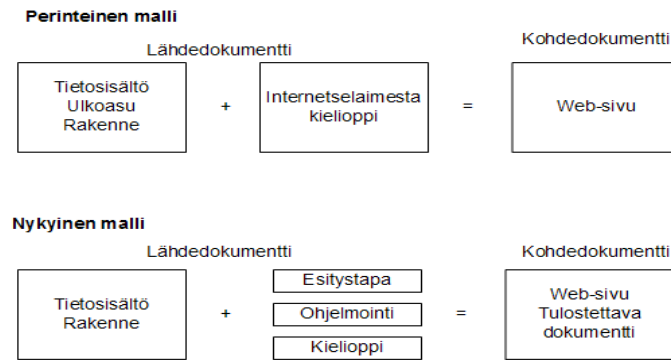 Perinteinen malli
Lähdedokumentti
Kohdedokumentti
Tietosisältö
Ulkoasu
Rakenne
+
Internetselaimesta
kielioppi
=
Web-sivu
Nykyinen malli
Lähdedokumentti
Kohdedokumentti
Tietosisältö
Rakenne
+
Esitystapa
Ohjelmointi
Kielioppi
=
Web-sivu
Tulostettava
dokumentti